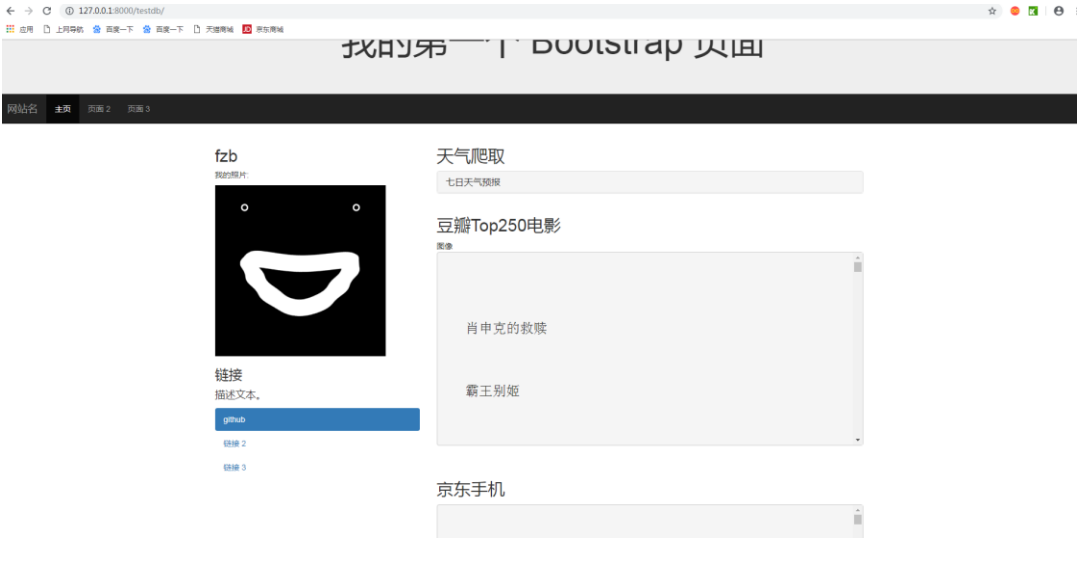 127.0.0.1:8000/testdb/
应用 上网导航 百度一下 百度一下 天猫商城 JD 京东商城
我的第一个 Bootstrap 页面
网站名 主页 页面 2 页面 3
fzb
我的照片:
链接
描述文本。
github
链接 2
链接 3
天气爬取
七日天气预报
豆瓣Top250电影
图像
肖申克的救赎
霸王别姬
京东手机